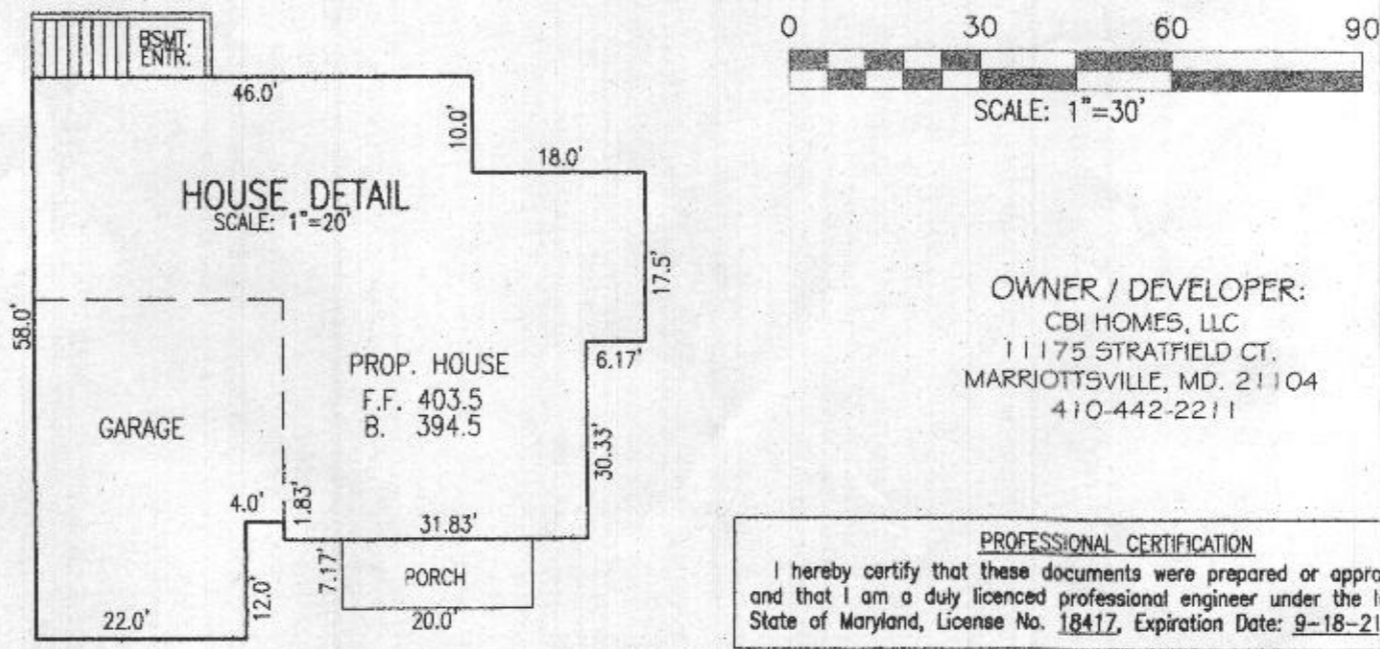 BSMT.
ENTR.
46.0'
10.0'
18.0'
HOUSE DETAIL
SCALE: 1"=20'
17.5'
58.0'
6.17'
PROP. HOUSE
F.F. 403.5
B. 394.5
GARAGE
30.33'
4.0'
1.83'
31.83'
7.17'
PORCH
12.0'
22.0'
20.0'
0 30 60 90
SCALE: 1"=30'
OWNER / DEVELOPER:
CBI HOMES, LLC
11175 STRATFIELD CT.
MARRIOTTSVILLE, MD. 21104
410-442-2211
PROFESSIONAL CERTIFICATION
I hereby certify that these documents were prepared or appro
and that I am a duly licenced professional engineer under the l
State of Maryland, License No. 18417, Expiration Date: 9-18-21